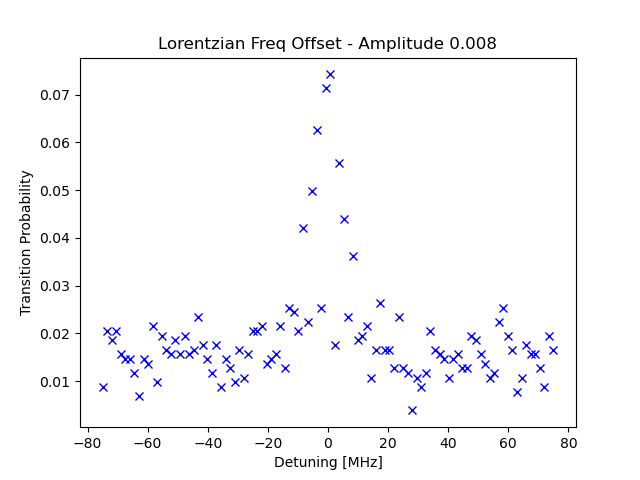 Lorentzian Freq Offset - Amplitude 0.008
Transition Probability
0.07
0.06
0.05
0.04
0.03
0.02
0.01
−80 −60 −40 −20 0 20 40 60 80
Detuning [MHz]